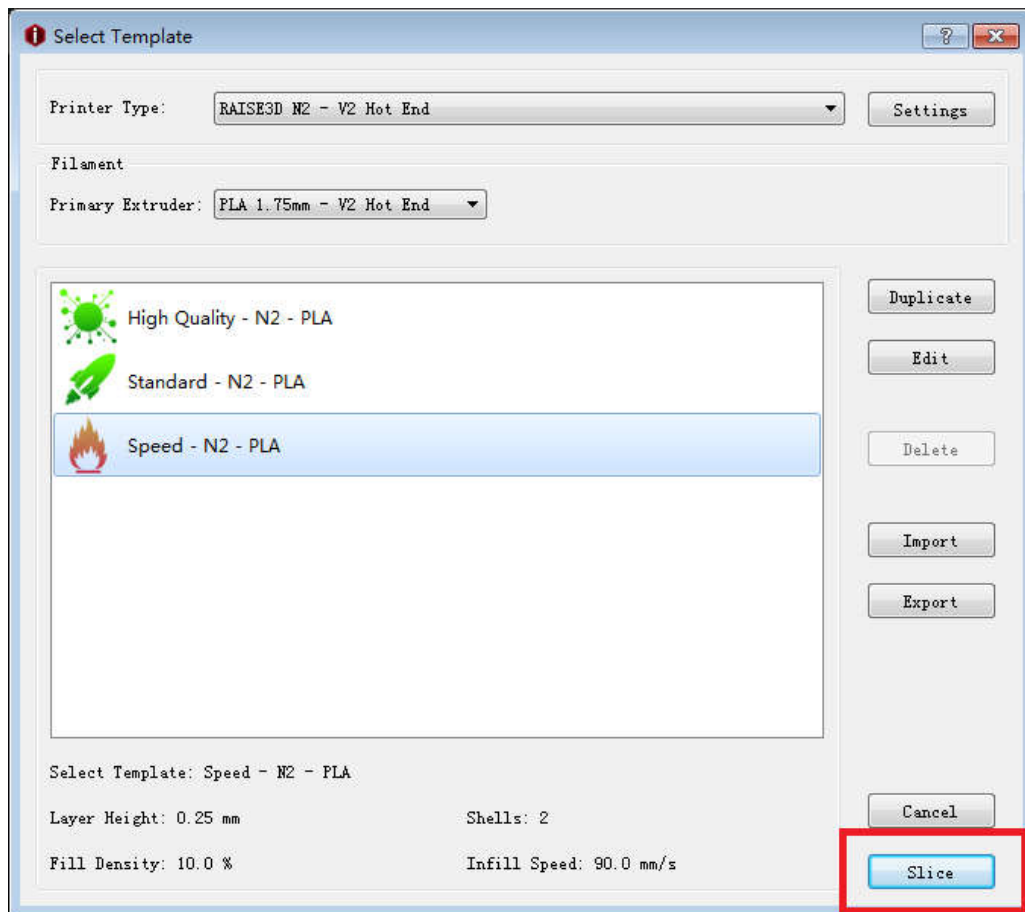 Select Template
Printer Type: RAISE3D N2 - V2 Hot End Settings
Filament
Primary Extruder: PLA 1.75mm - V2 Hot End
High Quality - N2 - PLA
Standard - N2 - PLA
Speed - N2 - PLA
Duplicate
Edit
Delete
Import
Export
Select Template: Speed - N2 - PLA
Layer Height: 0.25 mm Shells: 2
Fill Density: 10.0 % Infill Speed: 90.0 mm/s
Cancel
Slice